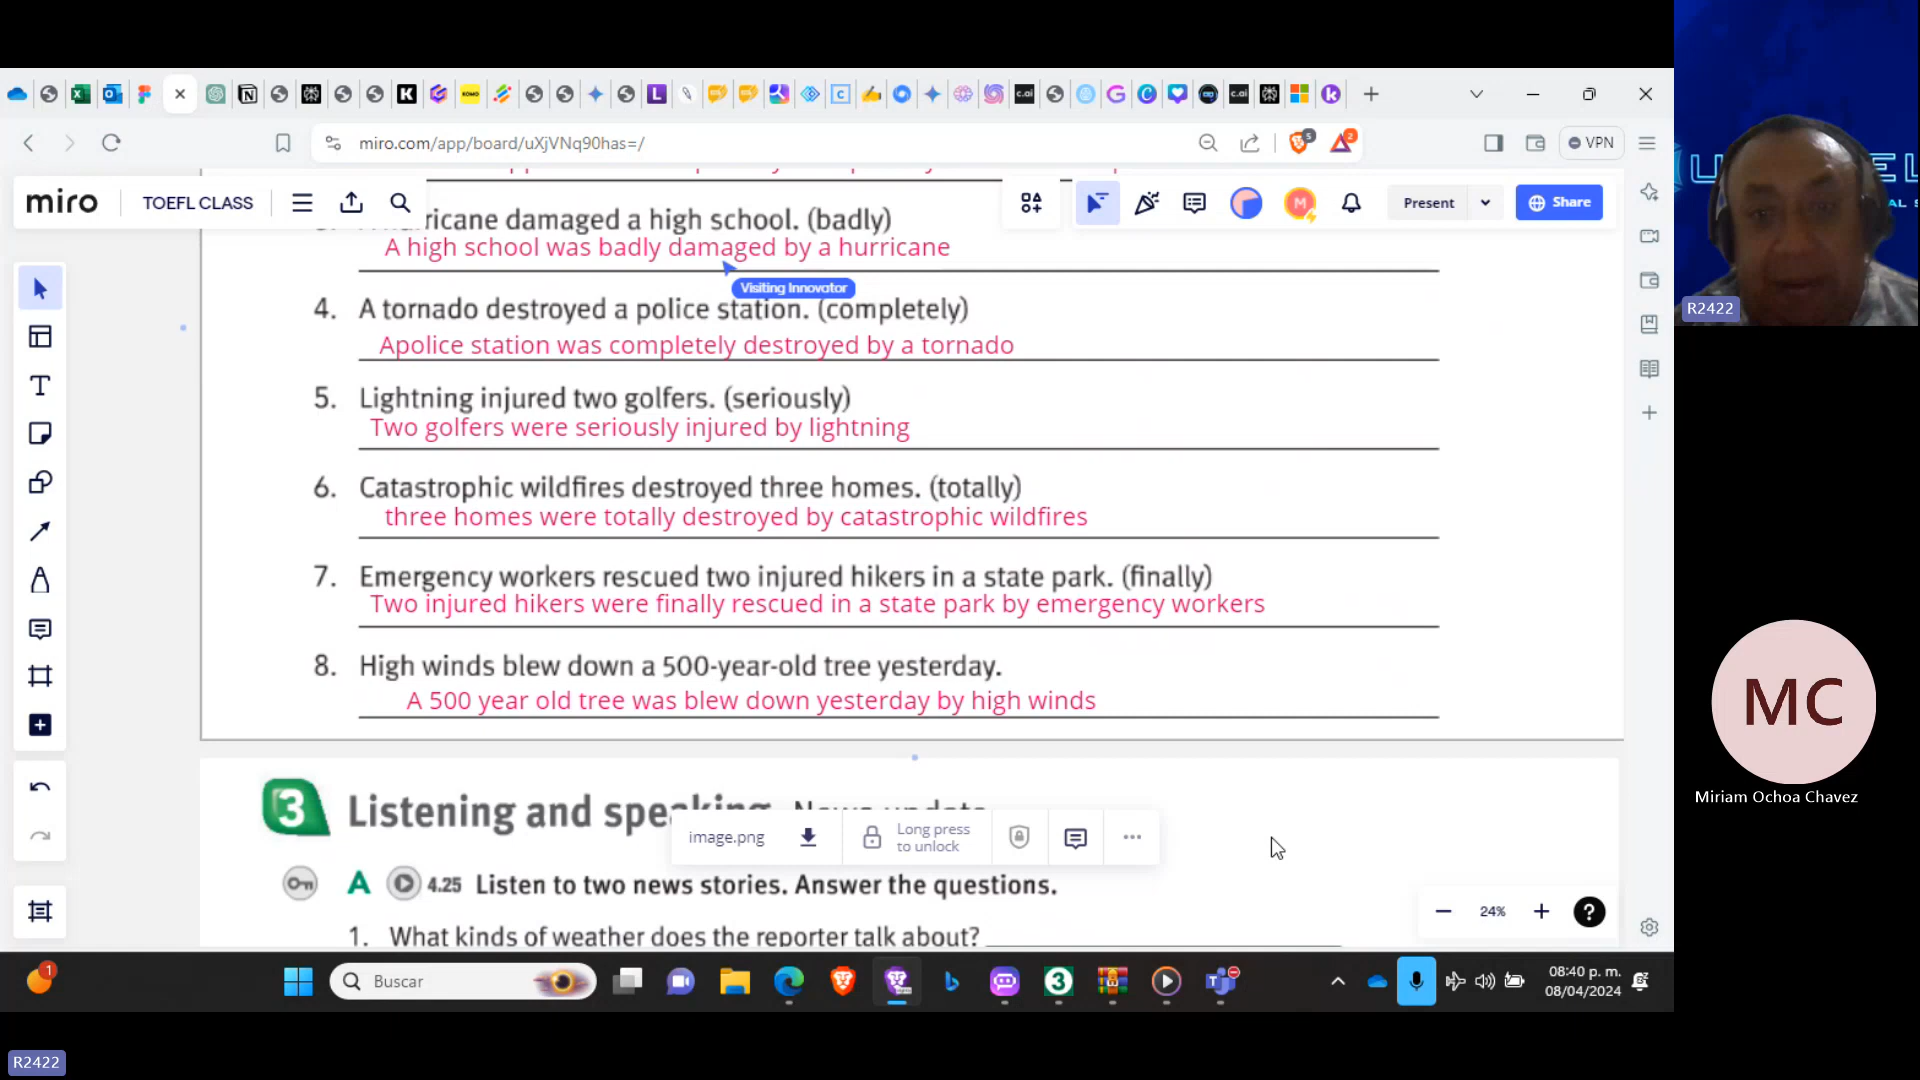 miro.com/app/board/uXjVNq90has=/
5
2
VPN
miro
TOEFL CLASS
M
Present
Share
ricane damaged a high school. (badly)
A high school was badly damaged by a hurricane
Visiting Innovator
4. A tornado destroyed a police station. (completely)
Apolice station was completely destroyed by a tornado
5. Lightning injured two golfers. (seriously)
Two golfers were seriously injured by lightning
6. Catastrophic wildfires destroyed three homes. (totally)
three homes were totally destroyed by catastrophic wildfires
7. Emergency workers rescued two injured hikers in a state park. (finally)
Two injured hikers were finally rescued in a state park by emergency workers
8. High winds blew down a 500-year-old tree yesterday.
A 500 year old tree was blew down yesterday by high winds
3 Listening and speaking News update
image.png
Long press
to unlock
A 4.25 Listen to two news stories. Answer the questions.
24%
1. What kinds of weather does the reporter talk about?
1
Buscar
08:40 p. m.
08/04/2024
R2422
MC
Miriam Ochoa Chavez
R2422